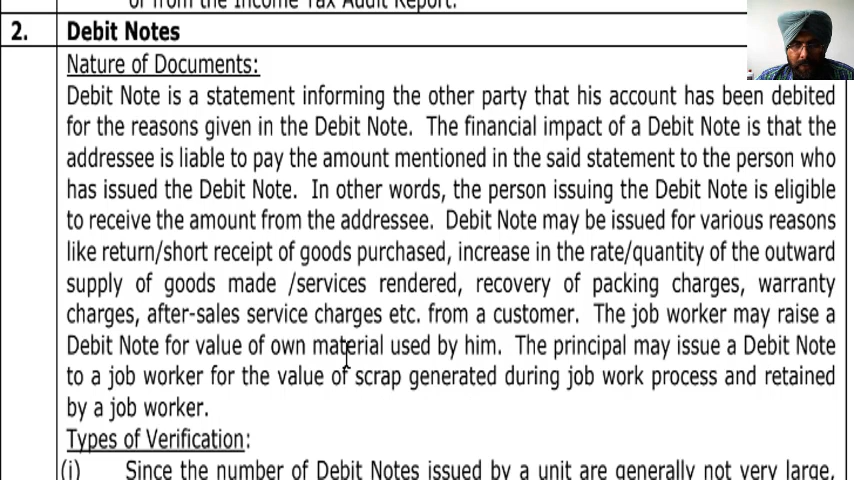 or from the Income Tax Audit Report.
2. Debit Notes
Nature of Documents:
Debit Note is a statement informing the other party that his account has been debited
for the reasons given in the Debit Note. The financial impact of a Debit Note is that the
addressee is liable to pay the amount mentioned in the said statement to the person who
has issued the Debit Note. In other words, the person issuing the Debit Note is eligible
to receive the amount from the addressee. Debit Note may be issued for various reasons
like return/short receipt of goods purchased, increase in the rate/quantity of the outward
supply of goods made /services rendered, recovery of packing charges, warranty
charges, after-sales service charges etc. from a customer. The job worker may raise a
Debit Note for value of own material used by him. The principal may issue a Debit Note
to a job worker for the value of scrap generated during job work process and retained
by a job worker.
Types of Verification:
(i) Since the number of Debit Notes issued by a unit are generally not very large,